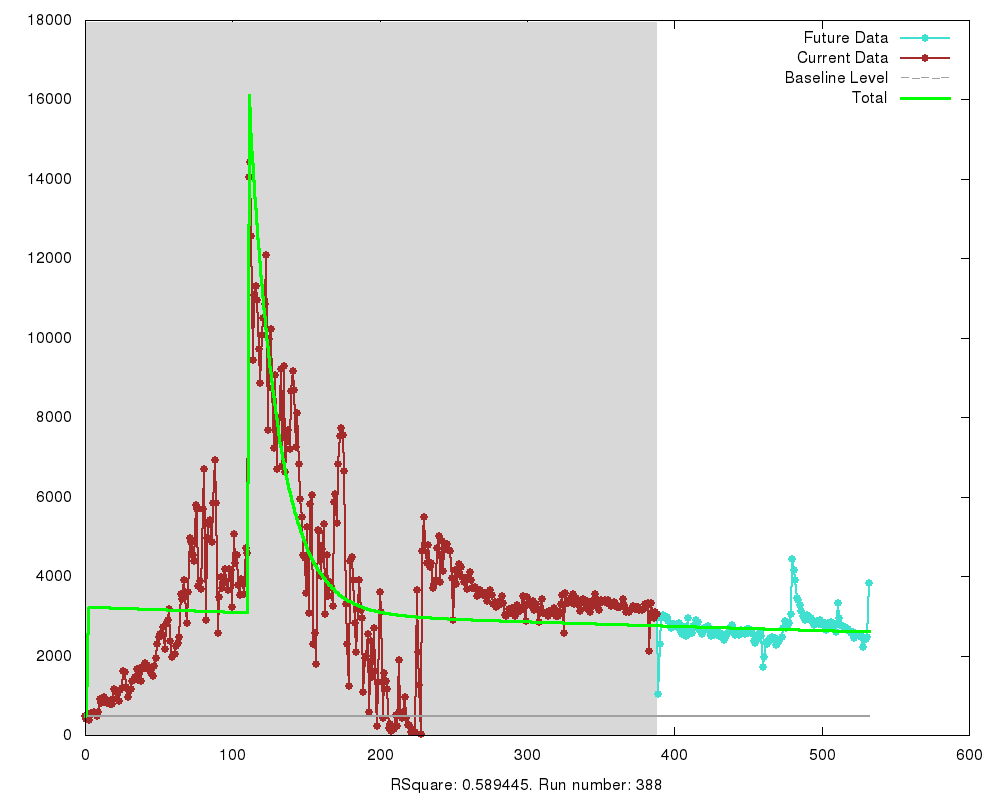 18000
16000
14000
12000
10000
8000
6000
4000
2000
0
0 100 200 300 400 500 600
Future Data
Current Data
Baseline Level
Total
RSquare: 0.589445. Run number: 388